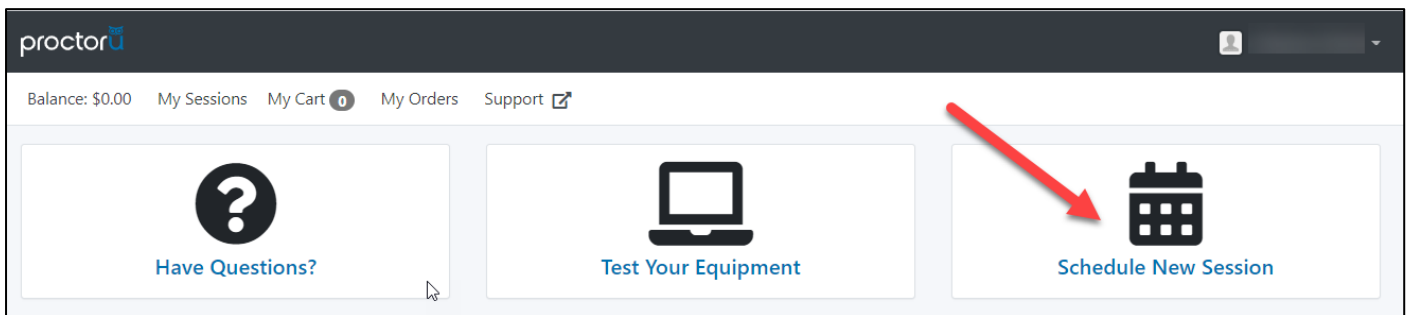 proctoru
Balance: $0.00 My Sessions My Cart 0 My Orders Support
Have Questions?
Test Your Equipment
Schedule New Session